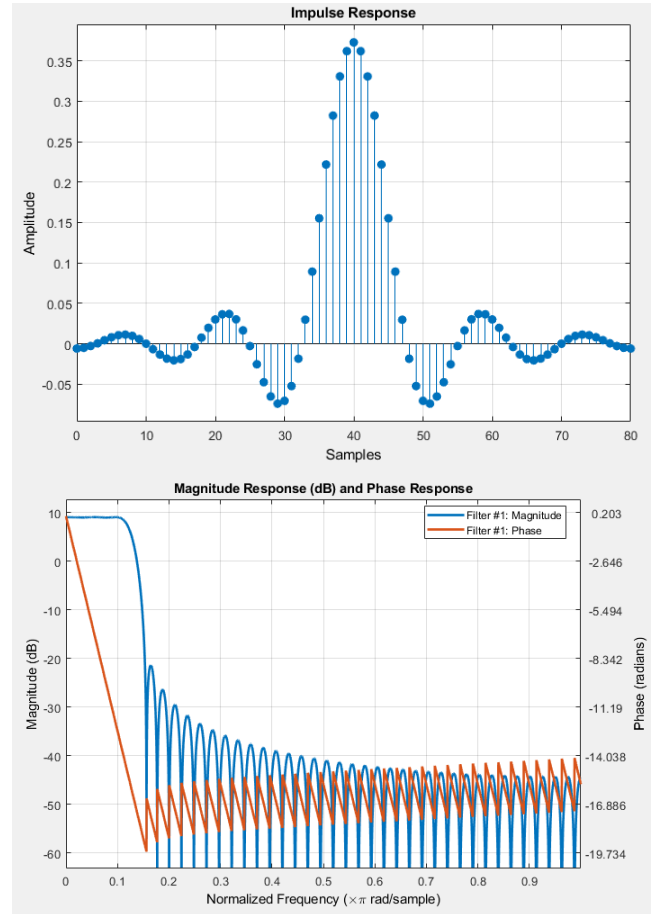 Impulse Response
0.35
0.3
0.25
0.2
0.15
0.1
0.05
0
-0.05
Amplitude
0 10 20 30 40 50 60 70 80
Samples
Magnitude Response (dB) and Phase Response
Filter #1: Magnitude
Filter #1: Phase
10
0
-10
-20
-30
-40
-50
-60
Magnitude (dB)
0.203
-2.646
-5.494
-8.342
-11.19
-14.038
-16.886
-19.734
Phase (radians)
0 0.1 0.2 0.3 0.4 0.5 0.6 0.7 0.8 0.9
Normalized Frequency (×π rad/sample)